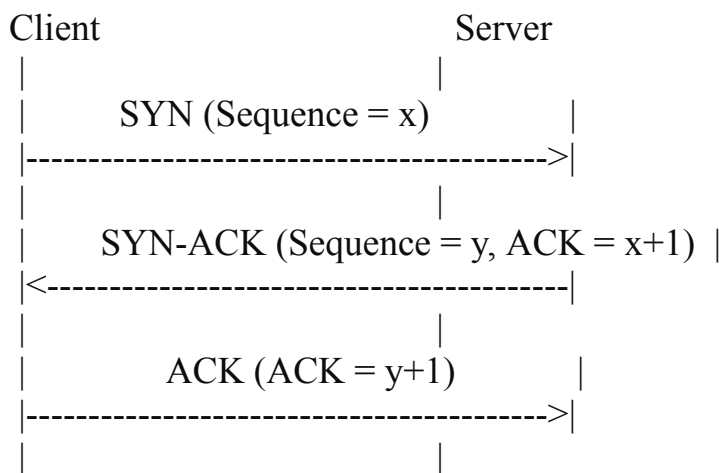 Client Server
| |
| SYN (Sequence = x) |
|------------------------------------------>|
| |
| SYN-ACK (Sequence = y, ACK = x+1) |
|<------------------------------------------|
| |
| ACK (ACK = y+1) |
|------------------------------------------>|
| |